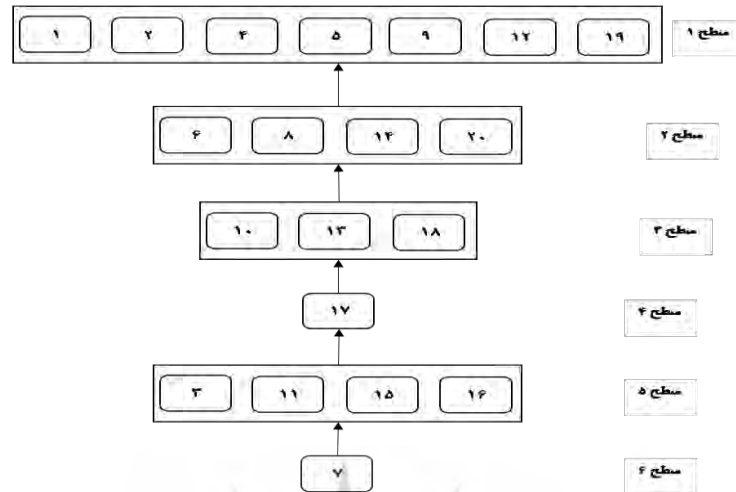 ۱ ۲ ۴ ۵ ۹ ۱۲ ۱۹ سطح ۱
۶ ۸ ۱۴ ۲۰ سطح ۲
۱۰ ۱۳ ۱۸ سطح ۳
۱۷ سطح ۴
۳ ۱۱ ۱۵ ۱۶ سطح ۵
۷ سطح ۶